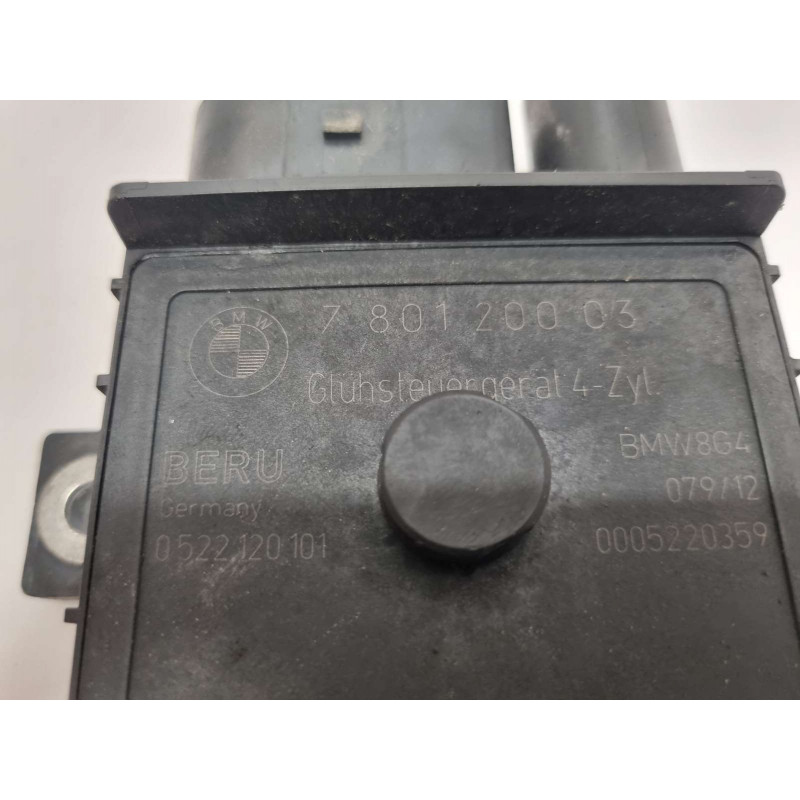 BMW
7 801 200 03
Glühsteuergerät 4-Zyl.
BERU
Germany
0 522 120 101
BMW8G4
079/12
0005220359